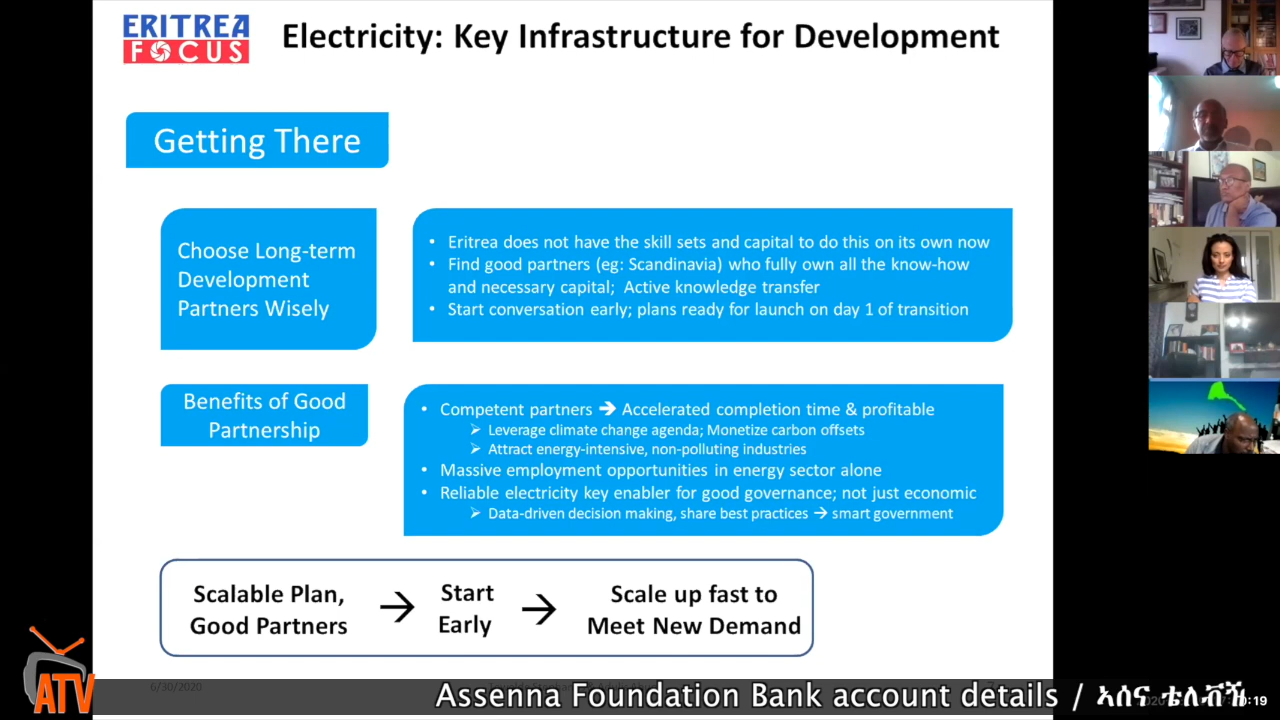 ERITREA
FOCUS
Electricity: Key Infrastructure for Development
Getting There
Choose Long-term
Development
Partners Wisely
• Eritrea does not have the skill sets and capital to do this on its own now
• Find good partners (eg: Scandinavia) who fully own all the know-how
and necessary capital; Active knowledge transfer
• Start conversation early; plans ready for launch on day 1 of transition
Benefits of Good
Partnership
• Competent partners → Accelerated completion time & profitable
➢ Leverage climate change agenda; Monetize carbon offsets
➢ Attract energy-intensive, non-polluting industries
• Massive employment opportunities in energy sector alone
• Reliable electricity key enabler for good governance; not just economic
➢ Data-driven decision making, share best practices → smart government
Scalable Plan,
Good Partners
→
Start
Early
→
Scale up fast to
Meet New Demand
6/30/2020
ATV
Assenna Foundation Bank account details / ኣሰና ቴሌቭዥ